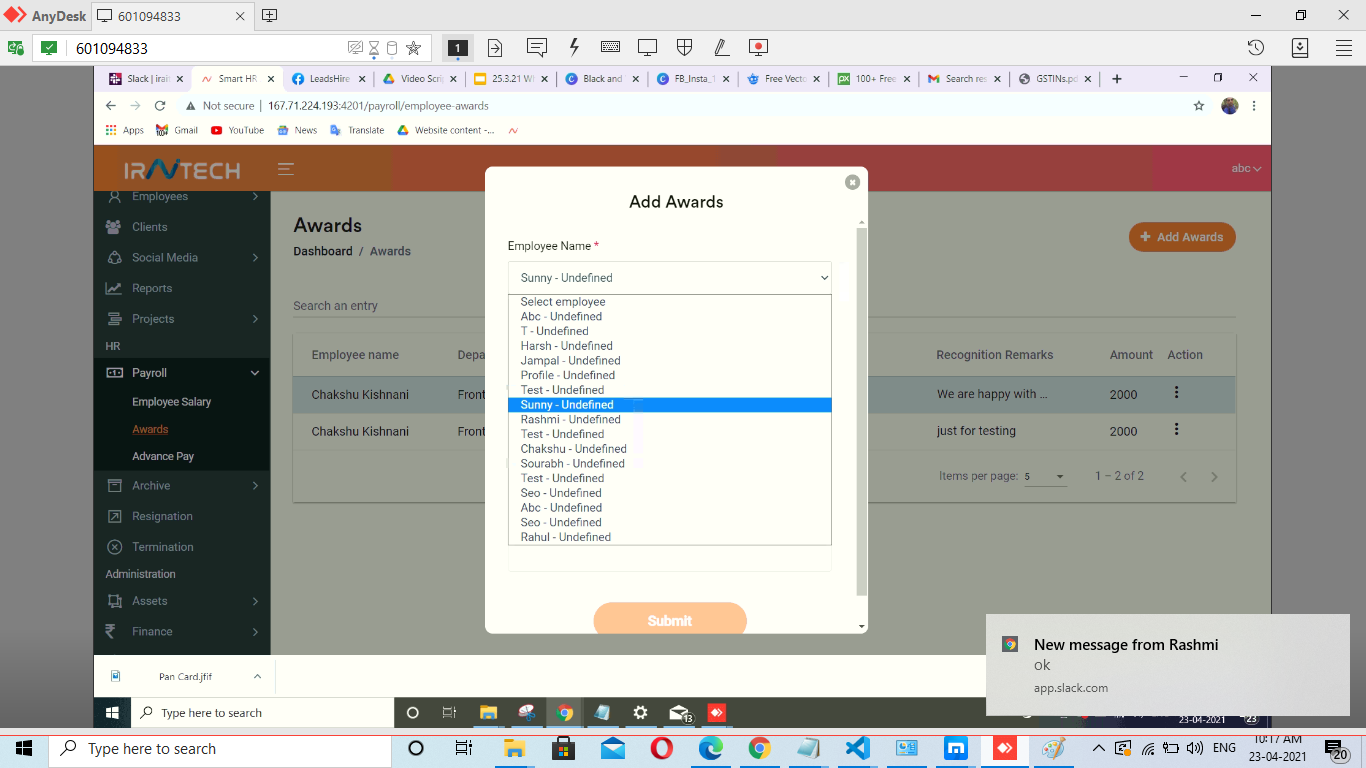 AnyDesk
601094833
601094833
1
Slack | irai
Smart HR
LeadsHire
Video Scri
25.3.21 W
Black and
FB_Insta_1
Free Vecto
100+ Free
Search res
GSTINs.pd
Not secure | 167.71.224.193:4201/payroll/employee-awards
Apps
Gmail
YouTube
News
Translate
Website content -...
abc
Employees
Clients
Social Media
Reports
Projects
HR
Payroll
Employee Salary
Awards
Advance Pay
Archive
Resignation
Termination
Administration
Assets
Finance
Awards
Dashboard / Awards
+ Add Awards
Search an entry
Employee name
Depa
Recognition Remarks
Amount
Action
Chakshu Kishnani
Front
We are happy with ...
2000
Chakshu Kishnani
Front
just for testing
2000
Items per page: 5
1 – 2 of 2
Add Awards
Employee Name *
Sunny - Undefined
Select employee
Abc - Undefined
T - Undefined
Harsh - Undefined
Jampal - Undefined
Profile - Undefined
Test - Undefined
Sunny - Undefined
Rashmi - Undefined
Test - Undefined
Chakshu - Undefined
Sourabh - Undefined
Test - Undefined
Seo - Undefined
Abc - Undefined
Seo - Undefined
Rahul - Undefined
Submit
New message from Rashmi
ok
app.slack.com
Pan Card.jfif
Type here to search
13
23-04-2021
23
Type here to search
ENG
10:17 AM
23-04-2021
20